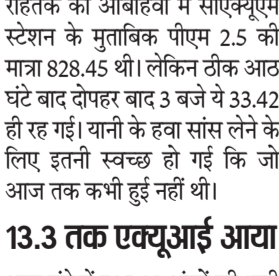 रोहतक की आबोहवा में सीएक्यूएम
स्टेशन के मुताबिक पीएम 2.5 की
मात्रा 828.45 थी। लेकिन ठीक आठ
घंटे बाद दोपहर बाद 3 बजे ये 33.42
ही रह गई। यानी के हवा सांस लेने के
लिए इतनी स्वच्छ हो गई कि जो
आज तक कभी हुई नहीं थी।
13.3 तक एक्यूआई आया